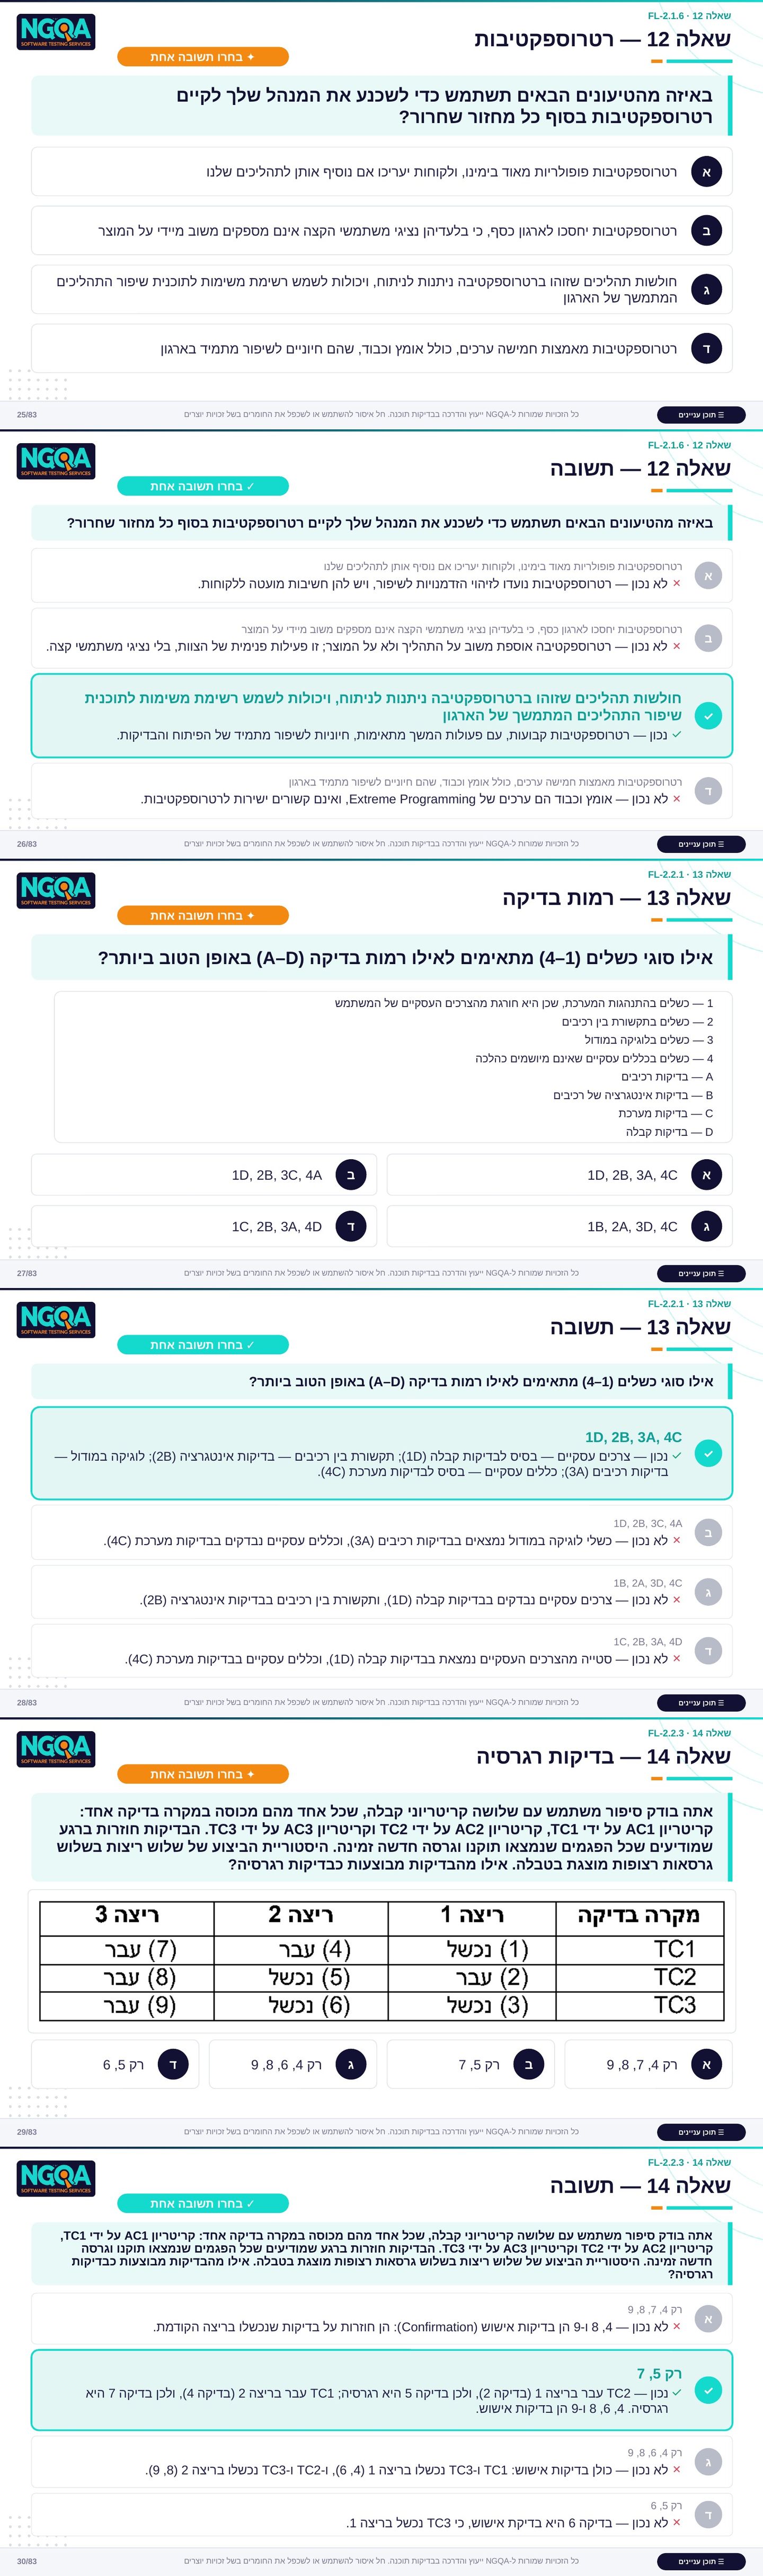 שאלה 12 · FL-2.1.6
שאלה 12 — רטרוספקטיבות
NGQA
SOFTWARE TESTING SERVICES
✦ בחרו תשובה אחת
באיזה מהטיעונים הבאים תשתמש כדי לשכנע את המנהל שלך לקיים
רטרוספקטיבות בסוף כל מחזור שחרור?
א
רטרוספקטיבות פופולריות מאוד בימינו, ולקוחות יעריכו אם נוסיף אותן לתהליכים שלנו
ב
רטרוספקטיבות יחסכו לארגון כסף, כי בלעדיהן נציגי משתמשי הקצה אינם מספקים משוב מיידי על המוצר
ג
חולשות תהליכים שזוהו ברטרוספקטיבה ניתנות לניתוח, ויכולות לשמש רשימת משימות לתוכנית שיפור התהליכים
המתמשך של הארגון
ד
רטרוספקטיבות מאמצות חמישה ערכים, כולל אומץ וכבוד, שהם חיוניים לשיפור מתמיד בארגון
☰ תוכן עניינים
כל הזכויות שמורות ל-NGQA ייעוץ והדרכה בבדיקות תוכנה. חל איסור להשתמש או לשכפל את החומרים בשל זכויות יוצרים
25/83
שאלה 12 · FL-2.1.6
שאלה 12 — תשובה
NGQA
SOFTWARE TESTING SERVICES
✓ בחרו תשובה אחת
באיזה מהטיעונים הבאים תשתמש כדי לשכנע את המנהל שלך לקיים רטרוספקטיבות בסוף כל מחזור שחרור?
א
רטרוספקטיבות פופולריות מאוד בימינו, ולקוחות יעריכו אם נוסיף אותן לתהליכים שלנו
✕ לא נכון — רטרוספקטיבות נועדו לזיהוי הזדמנויות לשיפור, ויש להן חשיבות מועטה ללקוחות.
ב
רטרוספקטיבות יחסכו לארגון כסף, כי בלעדיהן נציגי משתמשי הקצה אינם מספקים משוב מיידי על המוצר
✕ לא נכון — רטרוספקטיבה אוספת משוב על התהליך ולא על המוצר; זו פעילות פנימית של הצוות, בלי נציגי משתמשי קצה.
✓
חולשות תהליכים שזוהו ברטרוספקטיבה ניתנות לניתוח, ויכולות לשמש רשימת משימות לתוכנית
שיפור התהליכים המתמשך של הארגון
✓ נכון — רטרוספקטיבות קבועות, עם פעולות המשך מתאימות, חיוניות לשיפור מתמיד של הפיתוח והבדיקות.
ד
רטרוספקטיבות מאמצות חמישה ערכים, כולל אומץ וכבוד, שהם חיוניים לשיפור מתמיד בארגון
✕ לא נכון — אומץ וכבוד הם ערכים של Extreme Programming, ואינם קשורים ישירות לרטרוספקטיבות.
☰ תוכן עניינים
כל הזכויות שמורות ל-NGQA ייעוץ והדרכה בבדיקות תוכנה. חל איסור להשתמש או לשכפל את החומרים בשל זכויות יוצרים
26/83
שאלה 13 · FL-2.2.1
שאלה 13 — רמות בדיקה
NGQA
SOFTWARE TESTING SERVICES
✦ בחרו תשובה אחת
אילו סוגי כשלים (1–4) מתאימים לאילו רמות בדיקה (A–D) באופן הטוב ביותר?
1 — כשלים בהתנהגות המערכת, שכן היא חורגת מהצרכים העסקיים של המשתמש
2 — כשלים בתקשורת בין רכיבים
3 — כשלים בלוגיקה במודול
4 — כשלים בכללים עסקיים שאינם מיושמים כהלכה
A — בדיקות רכיבים
B — בדיקות אינטגרציה של רכיבים
C — בדיקות מערכת
D — בדיקות קבלה
א
1D, 2B, 3A, 4C
ב
1D, 2B, 3C, 4A
ג
1B, 2A, 3D, 4C
ד
1C, 2B, 3A, 4D
☰ תוכן עניינים
כל הזכויות שמורות ל-NGQA ייעוץ והדרכה בבדיקות תוכנה. חל איסור להשתמש או לשכפל את החומרים בשל זכויות יוצרים
27/83
שאלה 13 · FL-2.2.1
שאלה 13 — תשובה
NGQA
SOFTWARE TESTING SERVICES
✓ בחרו תשובה אחת
אילו סוגי כשלים (1–4) מתאימים לאילו רמות בדיקה (A–D) באופן הטוב ביותר?
✓
1D, 2B, 3A, 4C
✓ נכון — צרכים עסקיים — בסיס לבדיקות קבלה (1D); תקשורת בין רכיבים — בדיקות אינטגרציה (2B); לוגיקה במודול —
בדיקות רכיבים (3A); כללים עסקיים — בסיס לבדיקות מערכת (4C).
ב
1D, 2B, 3C, 4A
✕ לא נכון — כשלי לוגיקה במודול נמצאים בבדיקות רכיבים (3A), וכללים עסקיים נבדקים בבדיקות מערכת (4C).
ג
1B, 2A, 3D, 4C
✕ לא נכון — צרכים עסקיים נבדקים בבדיקות קבלה (1D), ותקשורת בין רכיבים בבדיקות אינטגרציה (2B).
ד
1C, 2B, 3A, 4D
✕ לא נכון — סטייה מהצרכים העסקיים נמצאת בבדיקות קבלה (1D), וכללים עסקיים בבדיקות מערכת (4C).
☰ תוכן עניינים
כל הזכויות שמורות ל-NGQA ייעוץ והדרכה בבדיקות תוכנה. חל איסור להשתמש או לשכפל את החומרים בשל זכויות יוצרים
28/83
שאלה 14 · FL-2.2.3
שאלה 14 — בדיקות רגרסיה
NGQA
SOFTWARE TESTING SERVICES
✦ בחרו תשובה אחת
אתה בודק סיפור משתמש עם שלושה קריטריוני קבלה, שכל אחד מהם מכוסה במקרה בדיקה אחד:
קריטריון AC1 על ידי TC1, קריטריון AC2 על ידי TC2 וקריטריון AC3 על ידי TC3. הבדיקות חוזרות ברגע
שמודיעים שכל הפגמים שנמצאו תוקנו וגרסה חדשה זמינה. היסטוריית הביצוע של שלוש ריצות בשלוש
גרסאות רצופות מוצגת בטבלה. אילו מהבדיקות מבוצעות כבדיקות רגרסיה?
מקרה בדיקה ריצה 1 ריצה 2 ריצה 3
TC1 (1) נכשל (4) עבר (7) עבר
TC2 (2) עבר (5) נכשל (8) עבר
TC3 (3) נכשל (6) נכשל (9) עבר
א
רק 4, 7, 8, 9
ב
רק 5, 7
ג
רק 4, 6, 8, 9
ד
רק 5, 6
☰ תוכן עניינים
כל הזכויות שמורות ל-NGQA ייעוץ והדרכה בבדיקות תוכנה. חל איסור להשתמש או לשכפל את החומרים בשל זכויות יוצרים
29/83
שאלה 14 · FL-2.2.3
שאלה 14 — תשובה
NGQA
SOFTWARE TESTING SERVICES
✓ בחרו תשובה אחת
אתה בודק סיפור משתמש עם שלושה קריטריוני קבלה, שכל אחד מהם מכוסה במקרה בדיקה אחד: קריטריון AC1 על ידי TC1,
קריטריון AC2 על ידי TC2 וקריטריון AC3 על ידי TC3. הבדיקות חוזרות ברגע שמודיעים שכל הפגמים שנמצאו תוקנו וגרסה
חדשה זמינה. היסטוריית הביצוע של שלוש ריצות בשלוש גרסאות רצופות מוצגת בטבלה. אילו מהבדיקות מבוצעות כבדיקות
רגרסיה?
א
רק 4, 7, 8, 9
✕ לא נכון — 4, 8 ו-9 הן בדיקות אישוש (Confirmation): הן חוזרות על בדיקות שנכשלו בריצה הקודמת.
✓
רק 5, 7
✓ נכון — TC2 עבר בריצה 1 (בדיקה 2), ולכן בדיקה 5 היא רגרסיה; TC1 עבר בריצה 2 (בדיקה 4), ולכן בדיקה 7 היא
רגרסיה. 4, 6, 8 ו-9 הן בדיקות אישוש.
ג
רק 4, 6, 8, 9
✕ לא נכון — כולן בדיקות אישוש: TC1 ו-TC3 נכשלו בריצה 1 (4, 6), ו-TC2 ו-TC3 נכשלו בריצה 2 (8, 9).
ד
רק 5, 6
✕ לא נכון — בדיקה 6 היא בדיקת אישוש, כי TC3 נכשל בריצה 1.
☰ תוכן עניינים
כל הזכויות שמורות ל-NGQA ייעוץ והדרכה בבדיקות תוכנה. חל איסור להשתמש או לשכפל את החומרים בשל זכויות יוצרים
30/83